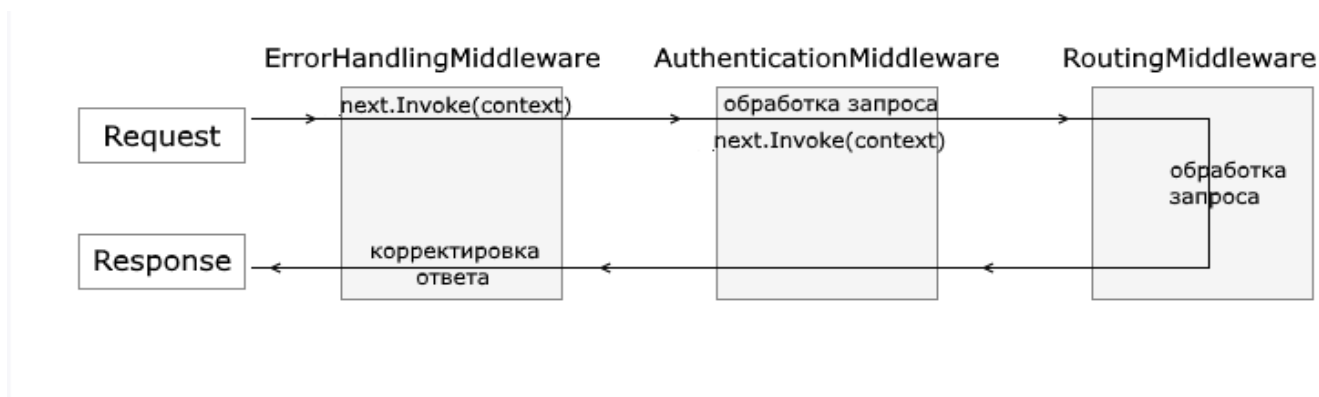 ErrorHandlingMiddleware
AuthenticationMiddleware
RoutingMiddleware
Request
next.Invoke(context)
обработка запроса
next.Invoke(context)
обработка
запроса
Response
корректировка
ответа